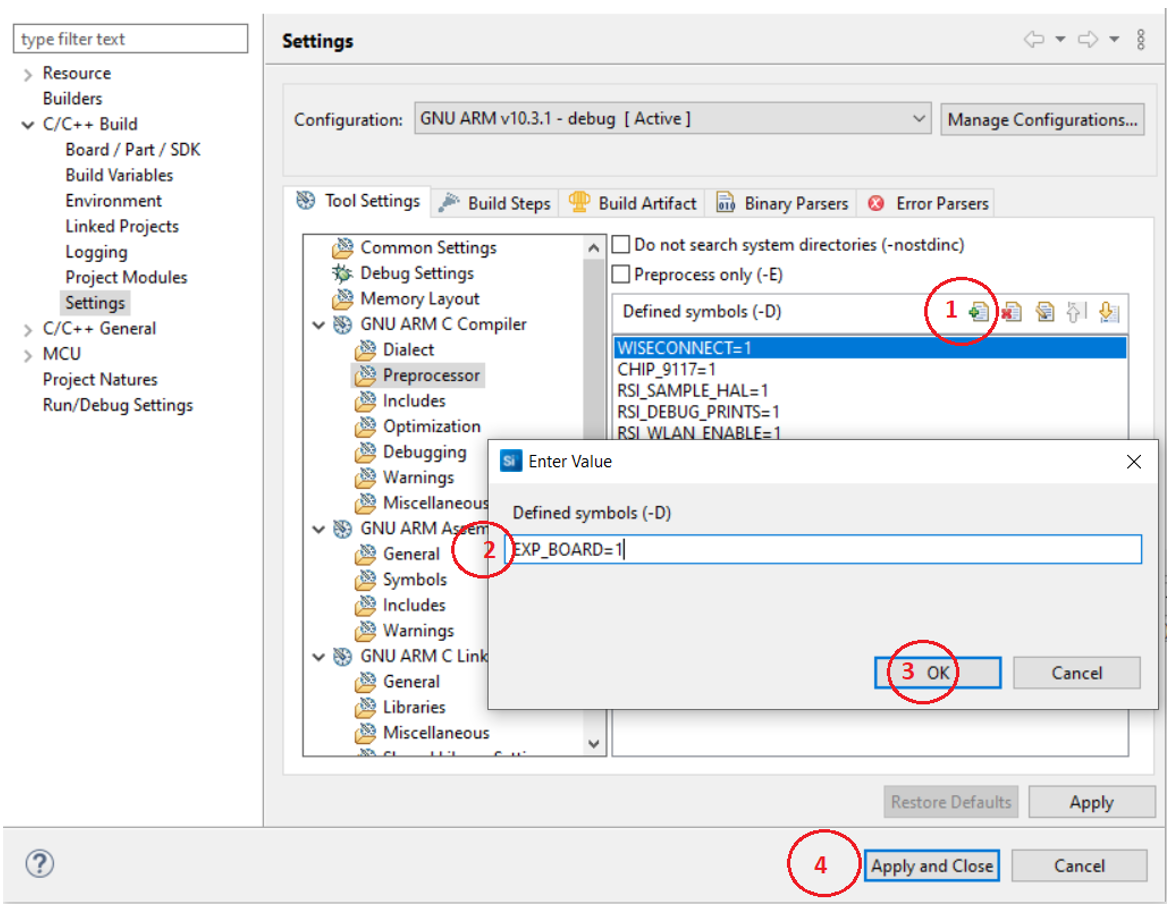 type filter text
Resource
Builders
C/C++ Build
Board / Part / SDK
Build Variables
Environment
Linked Projects
Logging
Project Modules
Settings
C/C++ General
MCU
Project Natures
Run/Debug Settings
Settings
Configuration: GNU ARM v10.3.1 - debug [ Active ] Manage Configurations...
Tool Settings Build Steps Build Artifact Binary Parsers Error Parsers
Common Settings
Debug Settings
Memory Layout
GNU ARM C Compiler
Dialect
Preprocessor
Includes
Optimization
Debugging
Warnings
Miscellaneous
GNU ARM Assem
General
Symbols
Includes
Warnings
GNU ARM C Link
General
Libraries
Miscellaneous
Do not search system directories (-nostdinc)
Preprocess only (-E)
Defined symbols (-D) 1
WISECONNECT=1
CHIP_9117=1
RSI_SAMPLE_HAL=1
RSI_DEBUG_PRINTS=1
RSI_WLAN_ENABLE=1
Si Enter Value
Defined symbols (-D)
2 EXP_BOARD=1
3 OK Cancel
Restore Defaults Apply
4 Apply and Close Cancel